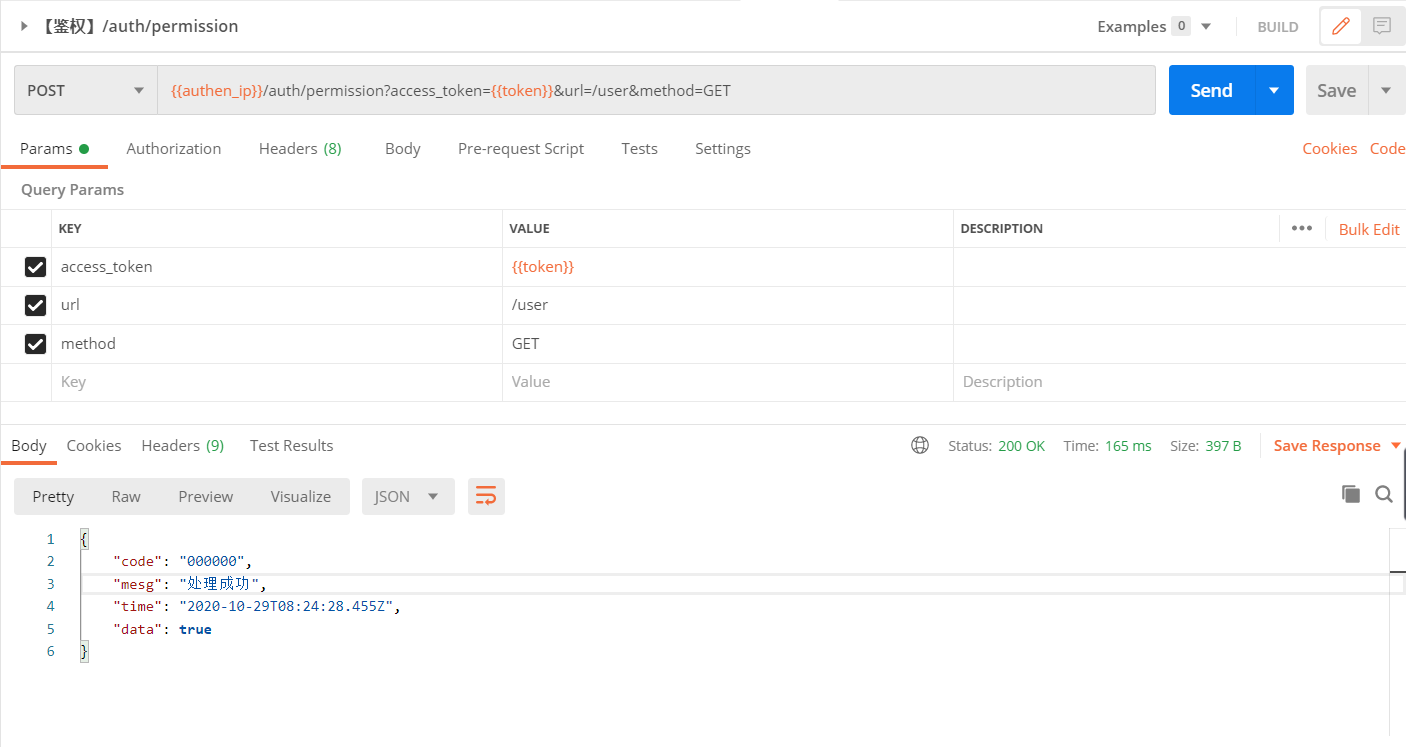 【鉴权】/auth/permission
Examples 0
BUILD
POST
{{authen_ip}}/auth/permission?access_token={{token}}&url=/user&method=GET
Send
Save
Params
Authorization
Headers (8)
Body
Pre-request Script
Tests
Settings
Cookies
Code
Query Params
KEY
VALUE
DESCRIPTION
•••
Bulk Edit
access_token
{{token}}
url
/user
method
GET
Key
Value
Description
Body
Cookies
Headers (9)
Test Results
Status: 200 OK
Time: 165 ms
Size: 397 B
Save Response
Pretty
Raw
Preview
Visualize
JSON
1 {
2 "code": "000000",
3 "mesg": "处理成功",
4 "time": "2020-10-29T08:24:28.455Z",
5 "data": true
6 }